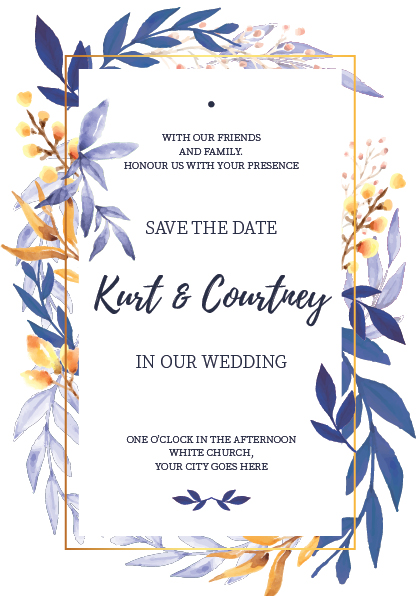 WITH OUR FRIENDS
AND FAMILY.
HONOUR US WITH YOUR PRESENCE
SAVE THE DATE
Kurt & Courtney
IN OUR WEDDING
ONE O'CLOCK IN THE AFTERNOON
WHITE CHURCH,
YOUR CITY GOES HERE